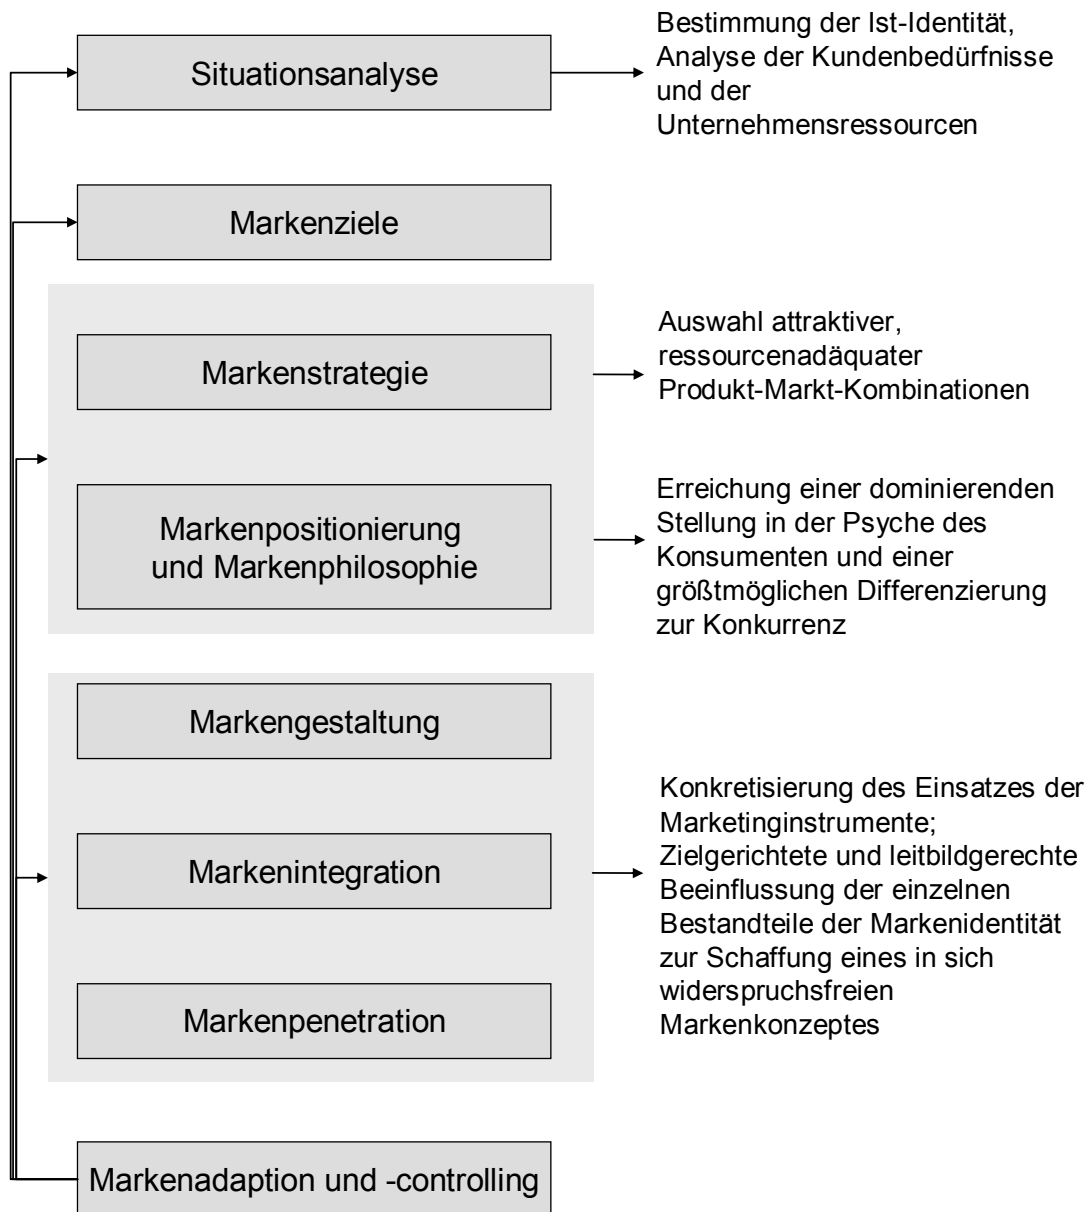 Situationsanalyse
Bestimmung der Ist-Identität,
Analyse der Kundenbedürfnisse
und der
Unternehmensressourcen
Markenziele
Markenstrategie
Auswahl attraktiver,
ressourcenadäquater
Produkt-Markt-Kombinationen
Markenpositionierung
und Markenphilosophie
Erreichung einer dominierenden
Stellung in der Psyche des
Konsumenten und einer
größtmöglichen Differenzierung
zur Konkurrenz
Markengestaltung
Markenintegration
Markenpenetration
Konkretisierung des Einsatzes der
Marketinginstrumente;
Zielgerichtete und leitbildgerechte
Beeinflussung der einzelnen
Bestandteile der Markenidentität
zur Schaffung eines in sich
widerspruchsfreien
Markenkonzeptes
Markenadaption und -controlling